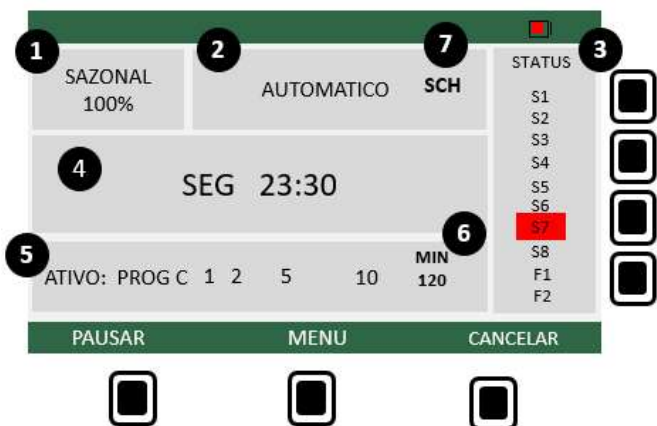 1
SAZONAL
100%
2
AUTOMATICO
7
SCH
3
STATUS
S1
S2
S3
S4
S5
S6
S7
S8
F1
F2
4
SEG 23:30
5
ATIVO: PROG C 1 2 5 10
6
MIN
120
PAUSAR MENU CANCELAR